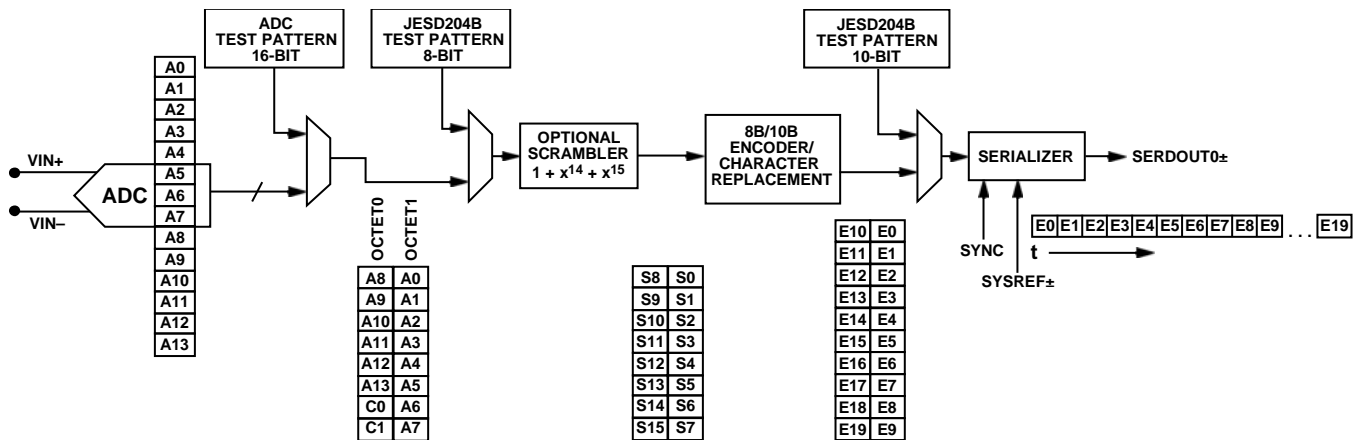 ADC
TEST PATTERN
16-BIT
JESD204B
TEST PATTERN
8-BIT
JESD204B
TEST PATTERN
10-BIT
A0
A1
A2
A3
A4
A5
A6
A7
A8
A9
A10
A11
A12
A13
VIN+
ADC
VIN–
OPTIONAL
SCRAMBLER
1 + x14 + x15
8B/10B
ENCODER/
CHARACTER
REPLACEMENT
SERIALIZER
SERDOUT0±
SYNC
SYSREF±
E0 E1 E2 E3 E4 E5 E6 E7 E8 E9 . . . E19
t
OCTET0 OCTET1
A8 A0
A9 A1
A10 A2
A11 A3
A12 A4
A13 A5
C0 A6
C1 A7
S8 S0
S9 S1
S10 S2
S11 S3
S12 S4
S13 S5
S14 S6
S15 S7
E10 E0
E11 E1
E12 E2
E13 E3
E14 E4
E15 E5
E16 E6
E17 E7
E18 E8
E19 E9